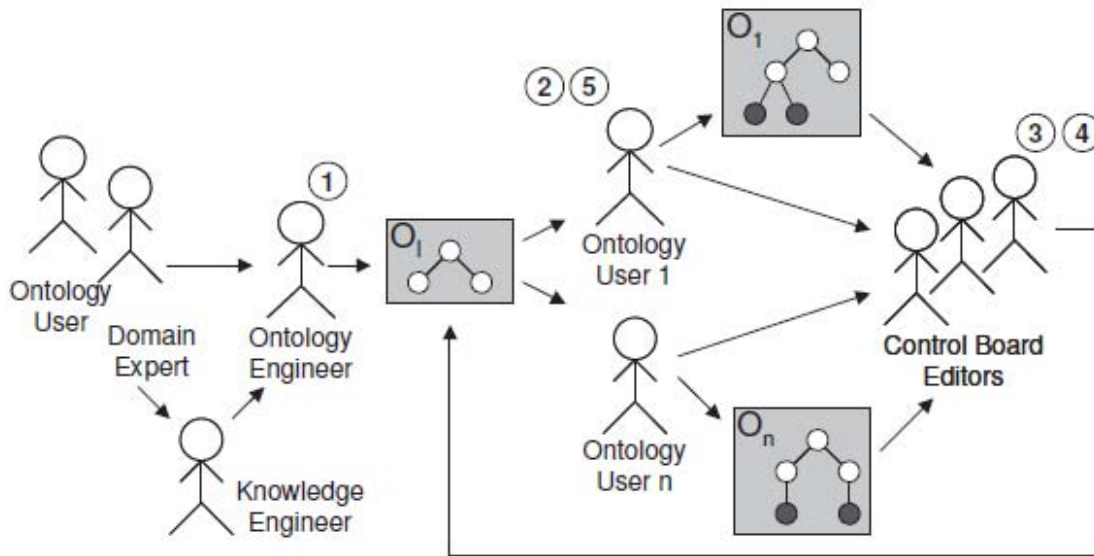 O1
2 5
3 4
1
OI
Ontology
User
Domain
Expert
Ontology
Engineer
Knowledge
Engineer
Ontology
User 1
Ontology
User n
On
Control Board
Editors